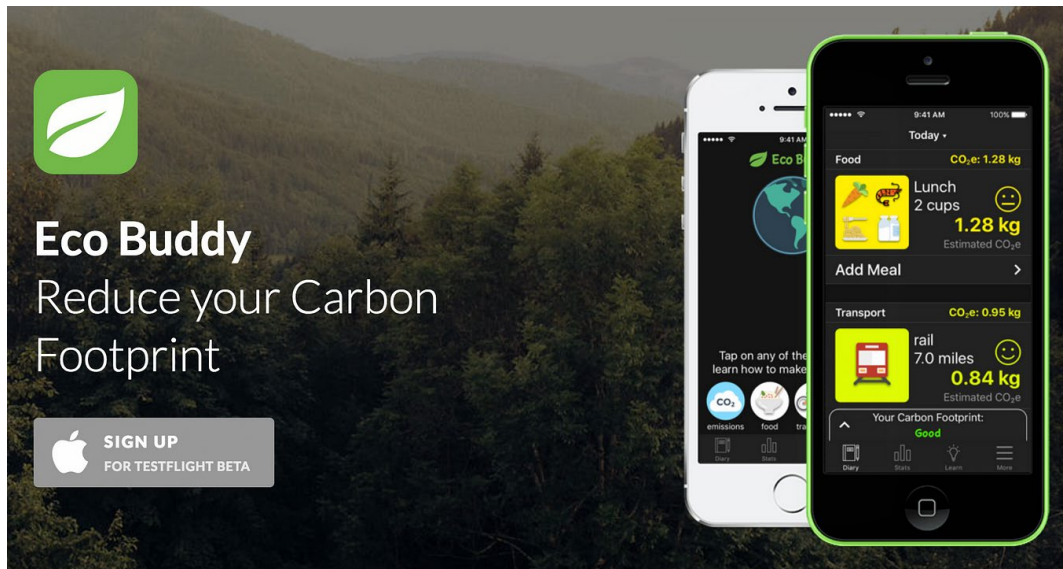 Eco Buddy
Reduce your Carbon
Footprint
SIGN UP
FOR TESTFLIGHT BETA
9:41 AM
Eco B
Tap on any of the
learn how to make
CO₂
emissions
food
tra
Diary
Stats
9:41 AM
100%
Today
Food
CO₂e: 1.28 kg
Lunch
2 cups
1.28 kg
Estimated CO₂e
Add Meal
Transport
CO₂e: 0.95 kg
rail
7.0 miles
0.84 kg
Estimated CO₂e
Your Carbon Footprint:
Good
Diary
Stats
Learn
More